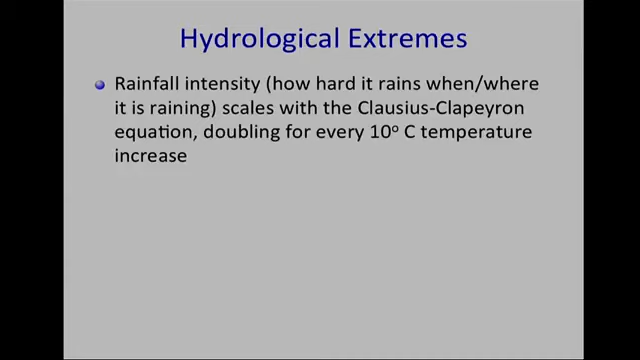 Hydrological Extremes
Rainfall intensity (how hard it rains when/where
it is raining) scales with the Clausius-Clapeyron
equation, doubling for every 10º C temperature
increase